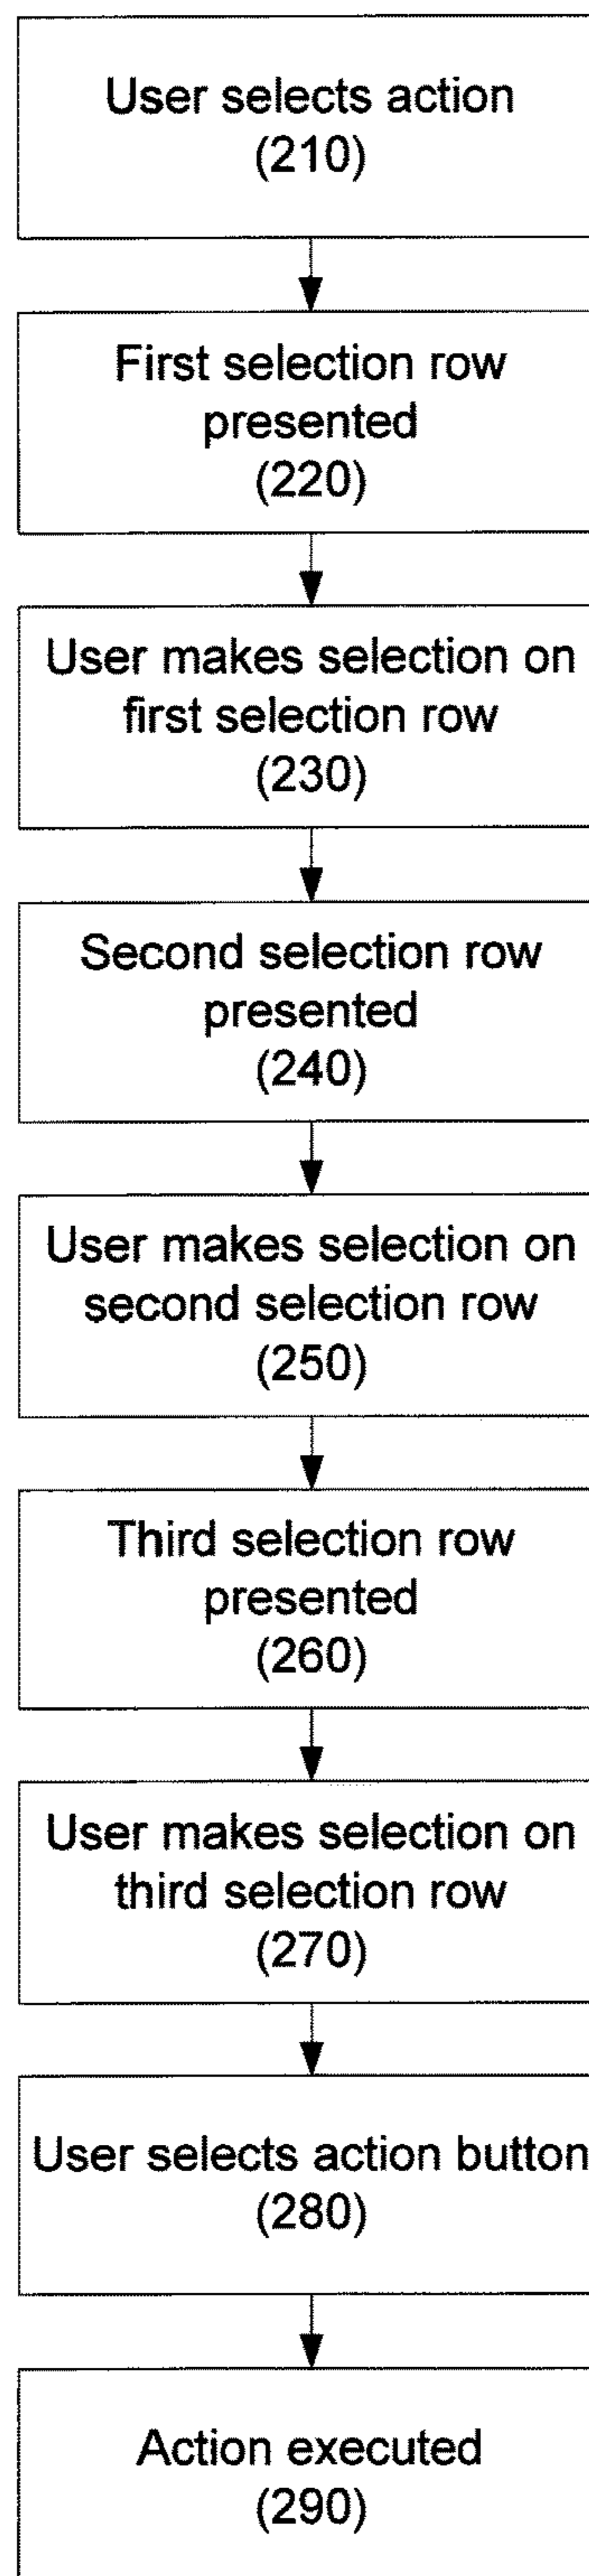 User selects action
(210)
First selection row
presented
(220)
User makes selection on
first selection row
(230)
Second selection row
presented
(240)
User makes selection on
second selection row
(250)
Third selection row
presented
(260)
User makes selection on
third selection row
(270)
User selects action button
(280)
Action executed
(290)